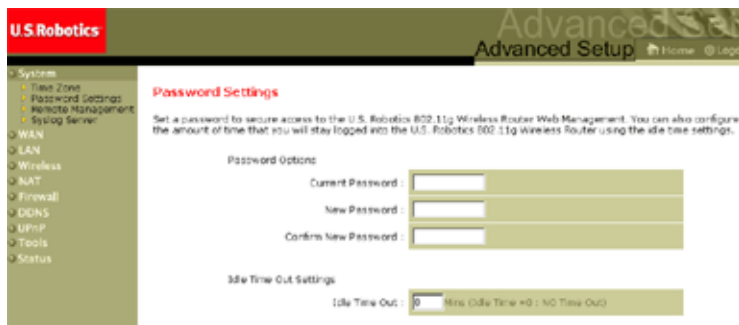 U.S.Robotics
Advanced Set
Advanced Setup
Home
System
Time Zone
Password Settings
Remote Management
Syslog Server
WAN
LAN
Wireless
NAT
Firewall
DDNS
UPnP
Tools
Status
Password Settings
Set a password to secure access to the U.S. Robotics 802.11g Wireless Router Web Management. You can also configure
the amount of time that you will stay logged into the U.S. Robotics 802.11g Wireless Router using the idle time settings.
Password Options
Current Password :
New Password :
Confirm New Password :
Idle Time Out Settings
Idle Time Out : 0 Mins (Idle Time =0 : NO Time Out)